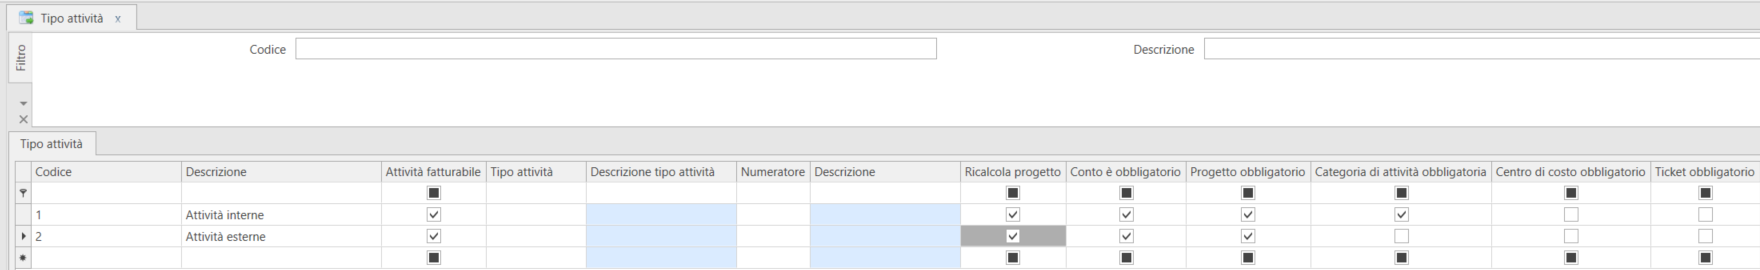 Tipo attività x
Filtro
Codice Descrizione
Tipo attività
Codice Descrizione Attività fatturabile Tipo attività Descrizione tipo attività Numeratore Descrizione Ricalcola progetto Conto è obbligatorio Progetto obbligatorio Categoria di attività obbligatoria Centro di costo obbligatorio Ticket obbligatorio
1 Attività interne
2 Attività esterne